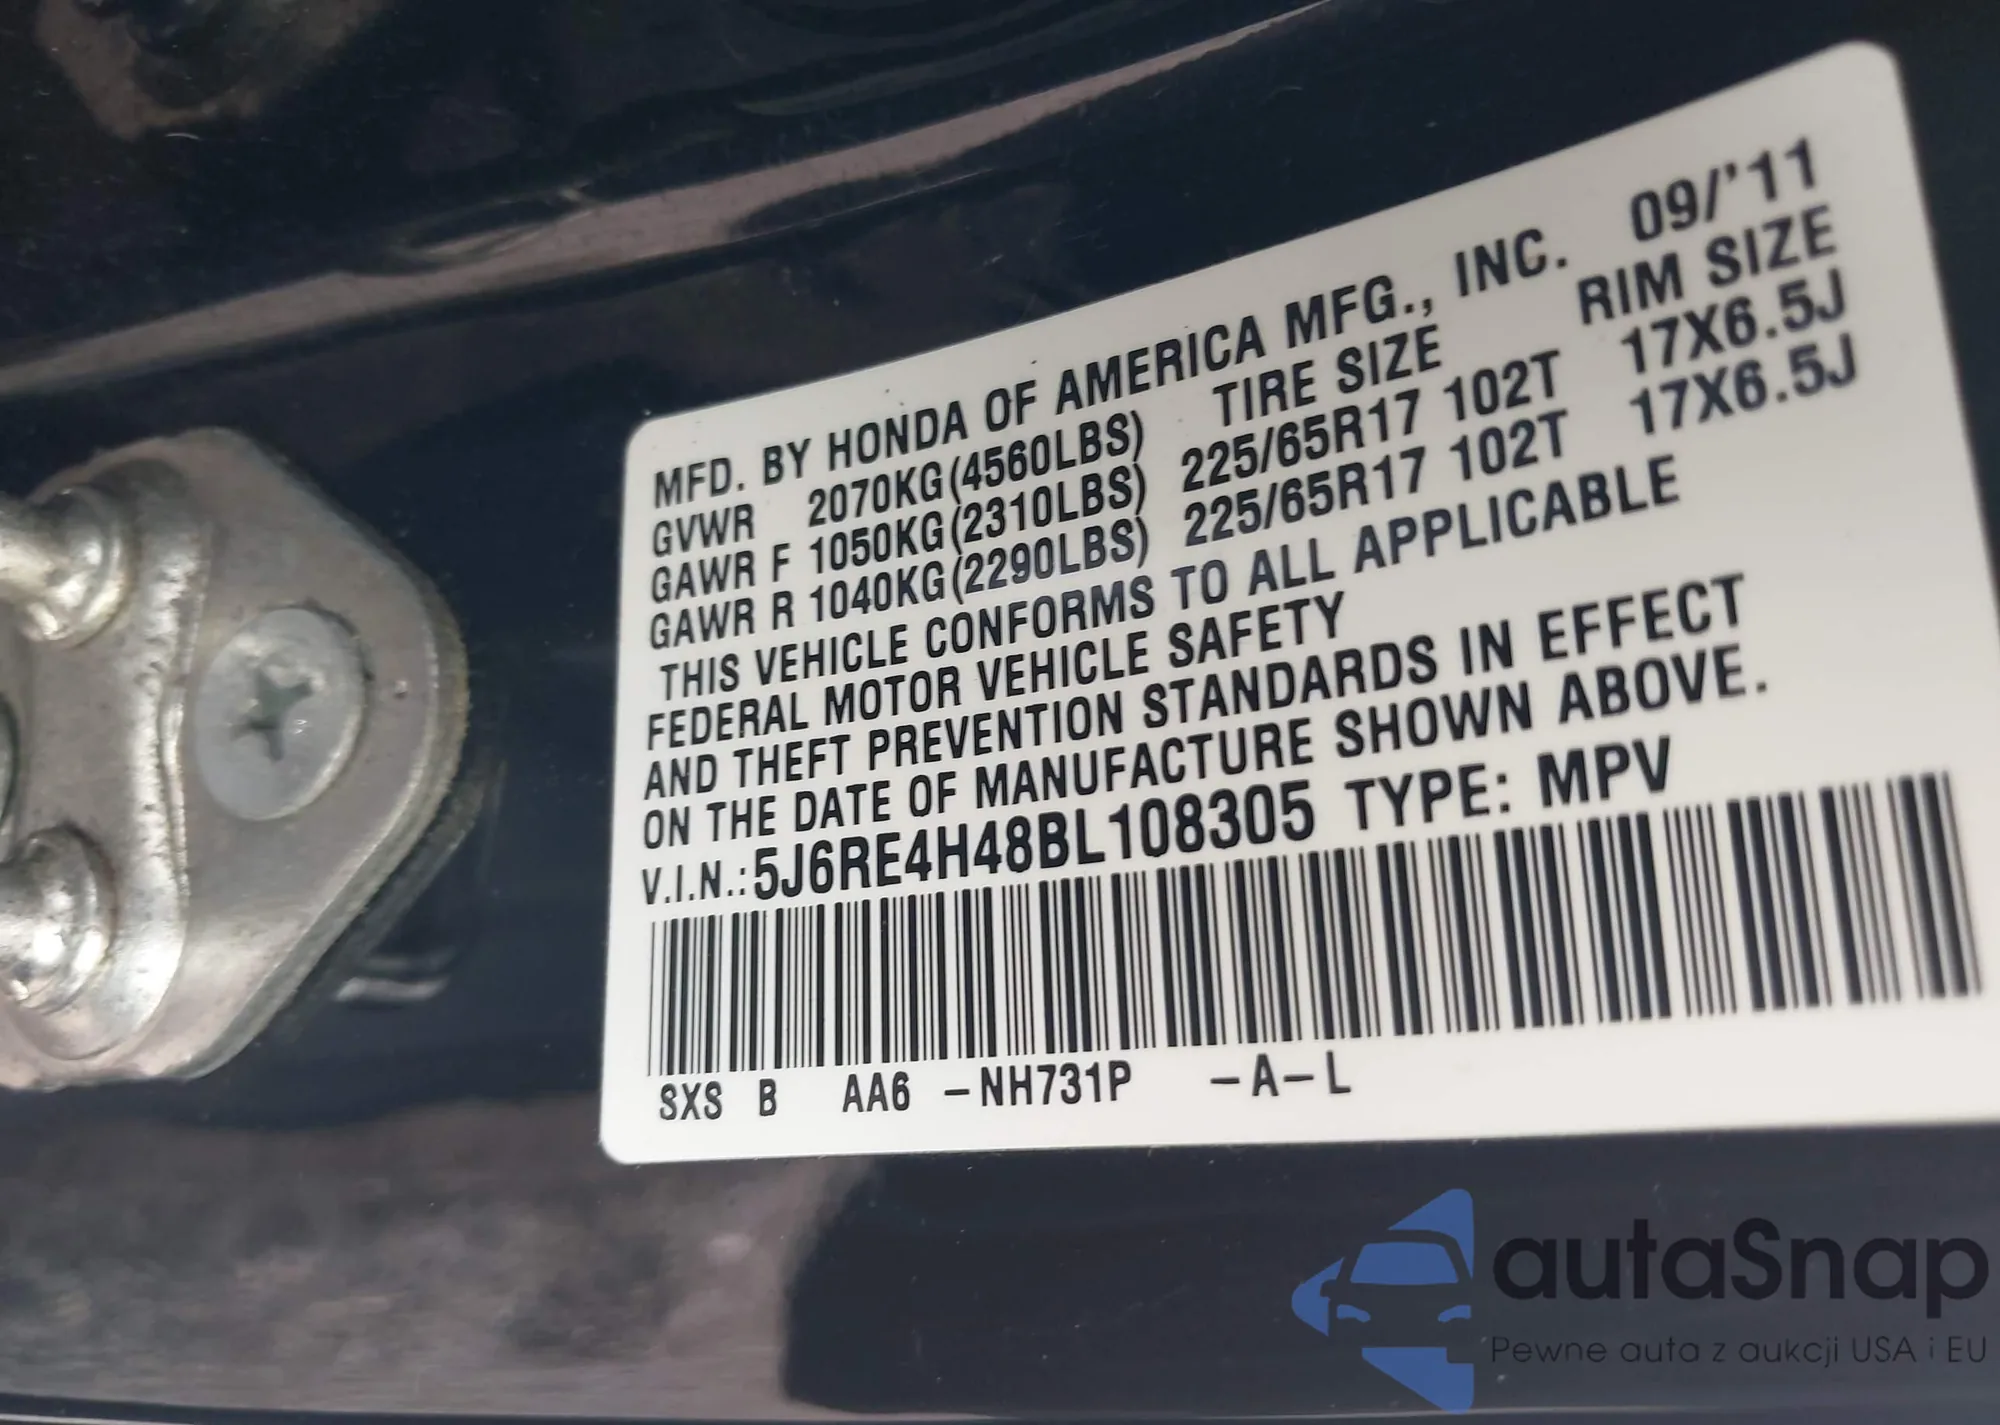 MFD. BY HONDA OF AMERICA MFG., INC. 09/'11
GVWR 2070KG(4560LBS) TIRE SIZE RIM SIZE
GAWR F 1050KG(2310LBS) 225/65R17 102T 17X6.5J
GAWR R 1040KG(2290LBS) 225/65R17 102T 17X6.5J
THIS VEHICLE CONFORMS TO ALL APPLICABLE
FEDERAL MOTOR VEHICLE SAFETY
AND THEFT PREVENTION STANDARDS IN EFFECT
ON THE DATE OF MANUFACTURE SHOWN ABOVE.
V.I.N.:5J6RE4H48BL108305 TYPE: MPV
SXS B AA6 -NH731P -A-L
autaSnap
Pewne auta z aukcji USA i EU